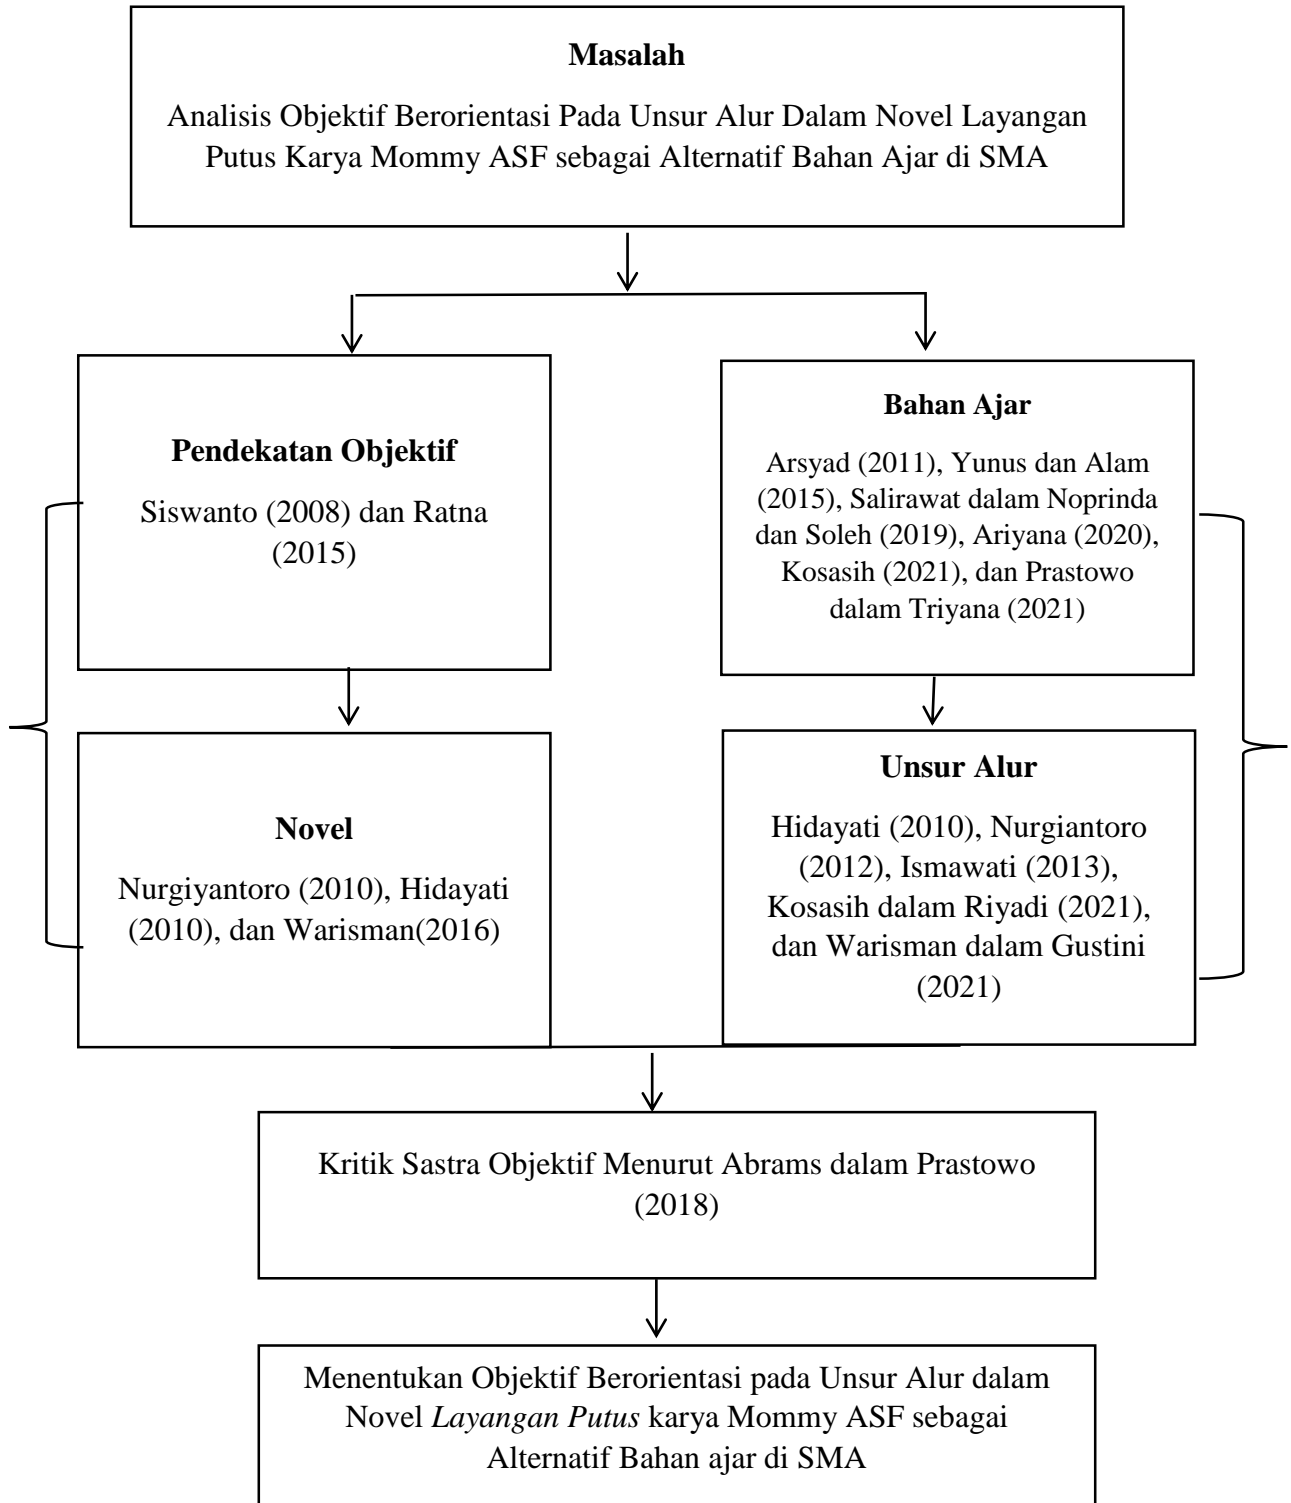 Masalah
Analisis Objektif Berorientasi Pada Unsur Alur Dalam Novel Layangan
Putus Karya Mommy ASF sebagai Alternatif Bahan Ajar di SMA
Pendekatan Objektif
Siswanto (2008) dan Ratna
(2015)
Bahan Ajar
Arsyad (2011), Yunus dan Alam
(2015), Salirawat dalam Noprinda
dan Soleh (2019), Ariyana (2020),
Kosasih (2021), dan Prastowo
dalam Triyana (2021)
Novel
Nurgiyantoro (2010), Hidayati
(2010), dan Warisman(2016)
Unsur Alur
Hidayati (2010), Nurgiantoro
(2012), Ismawati (2013),
Kosasih dalam Riyadi (2021),
dan Warisman dalam Gustini
(2021)
Kritik Sastra Objektif Menurut Abrams dalam Prastowo
(2018)
Menentukan Objektif Berorientasi pada Unsur Alur dalam
Novel Layangan Putus karya Mommy ASF sebagai
Alternatif Bahan ajar di SMA